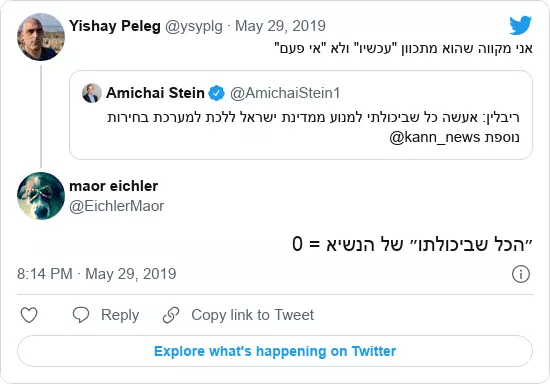 Yishay Peleg @ysyplg · May 29, 2019
אני מקווה שהוא מתכוון "עכשיו" ולא "אי פעם"
Amichai Stein @AmichaiStein1
ריבלין: אעשה כל שביכולתי למנוע ממדינת ישראל ללכת למערכת בחירות
נוספת @kann_news
maor eichler
@EichlerMaor
״הכל שביכולתו״ של הנשיא = 0
8:14 PM · May 29, 2019
Reply
Copy link to Tweet
Explore what's happening on Twitter